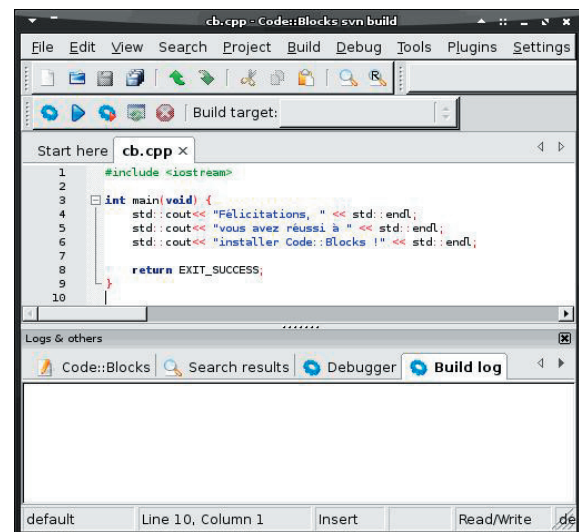 cb.cpp - Code::Blocks svn build
File Edit View Search Project Build Debug Tools Plugins Settings
Build target:
Start here cb.cpp
1 #include <iostream>
2
3 int main(void) {
4 std::cout<< "Félicitations, " << std::endl;
5 std::cout<< "vous avez réussi à " << std::endl;
6 std::cout<< "installer Code::Blocks !" << std::endl;
7
8 return EXIT_SUCCESS;
9 }
10
Logs & others
Code::Blocks Search results Debugger Build log
default Line 10, Column 1 Insert Read/Write de